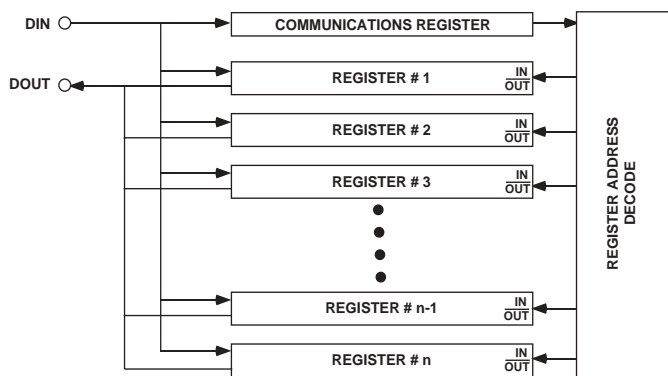 DIN
COMMUNICATIONS REGISTER
DOUT
REGISTER # 1
IN
OUT
REGISTER # 2
IN
OUT
REGISTER # 3
IN
OUT
REGISTER # n-1
IN
OUT
REGISTER # n
IN
OUT
REGISTER ADDRESS
DECODE